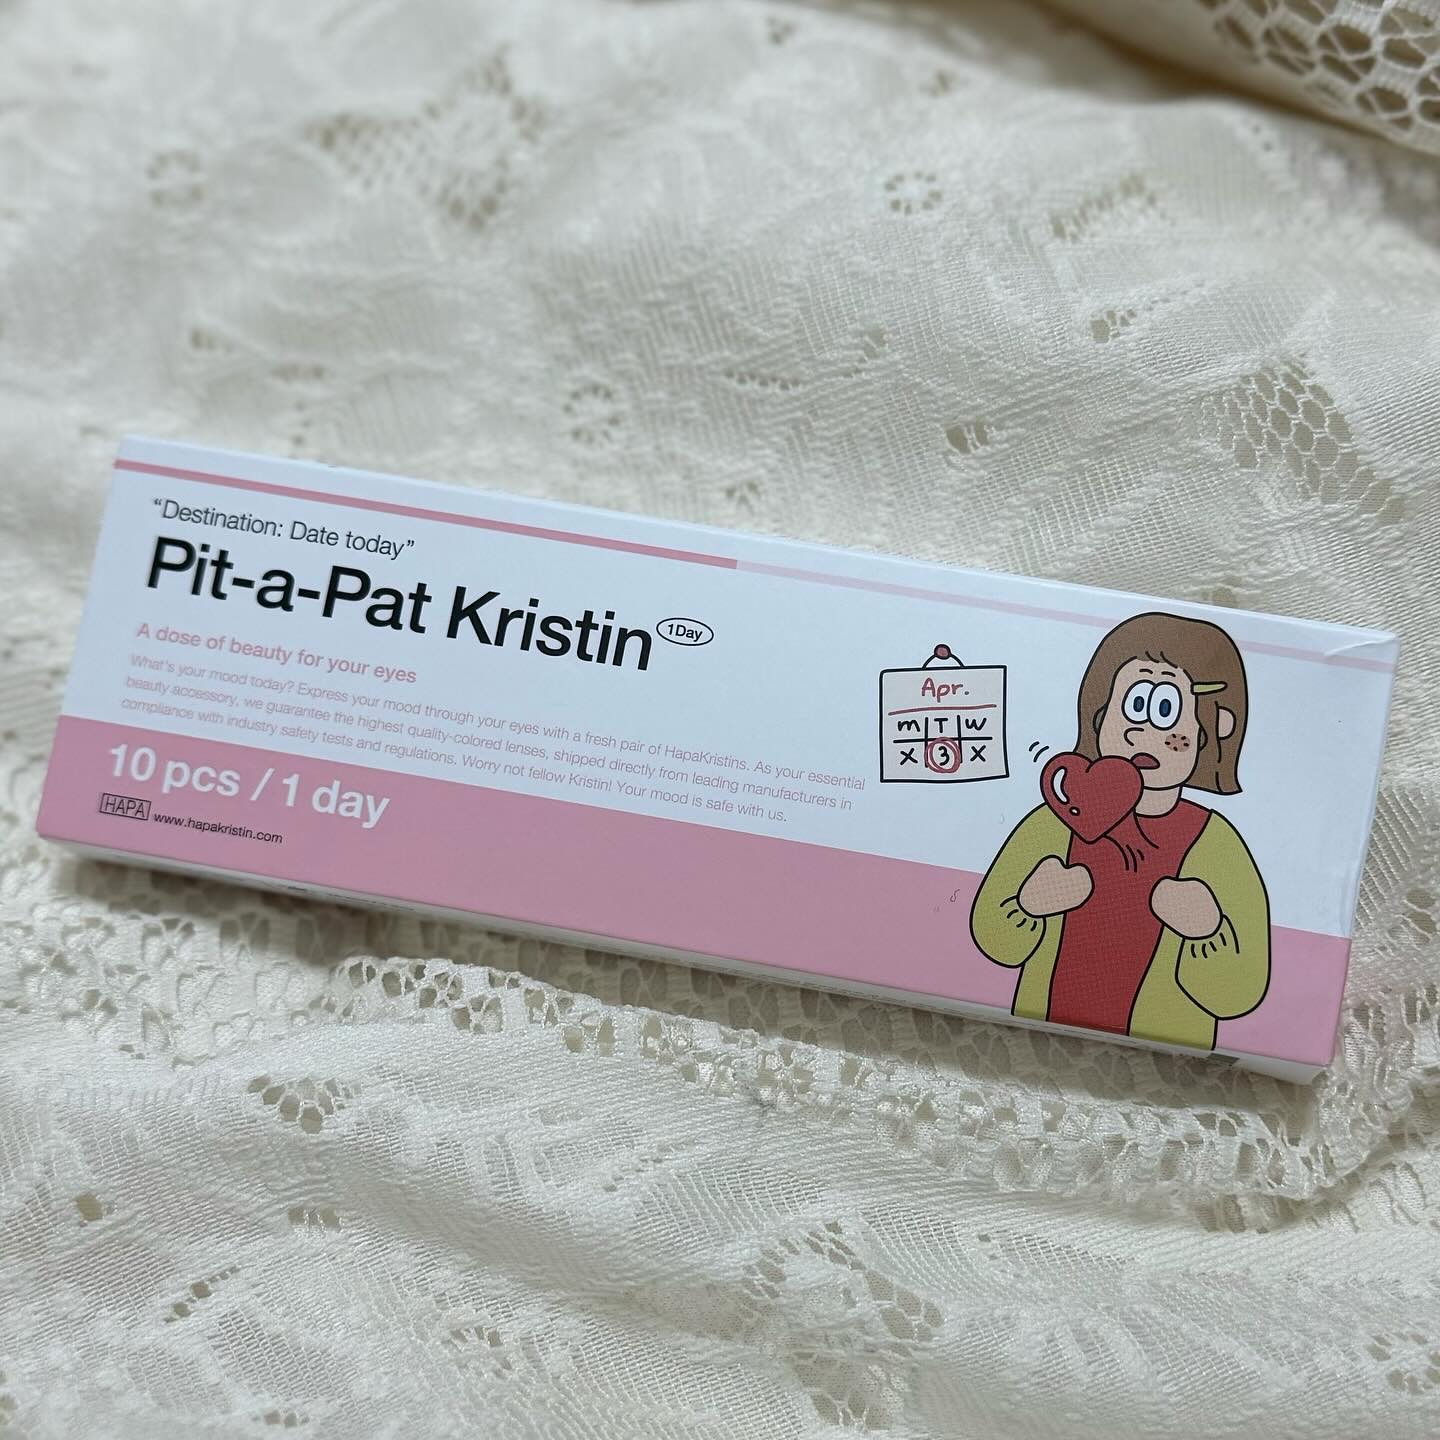 “Destination: Date today”
Pit-a-Pat Kristin 1Day
A dose of beauty for your eyes
What's your mood today? Express your mood through your eyes with a fresh pair of HapaKristins. As your essential
beauty accessory, we guarantee the highest quality-colored lenses, shipped directly from leading manufacturers in
compliance with industry safety tests and regulations. Worry not fellow Kristin! Your mood is safe with us.
10 pcs / 1 day
HAPA www.hapakristin.com
Apr.
m T W
X 3 X